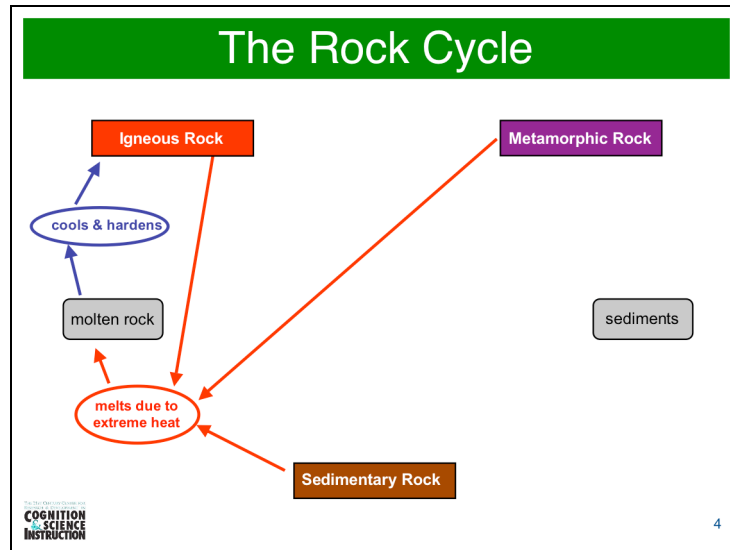 The Rock Cycle
Igneous Rock
Metamorphic Rock
cools & hardens
molten rock
sediments
melts due to
extreme heat
Sedimentary Rock
COGNITION
& SCIENCE
INSTRUCTION
4